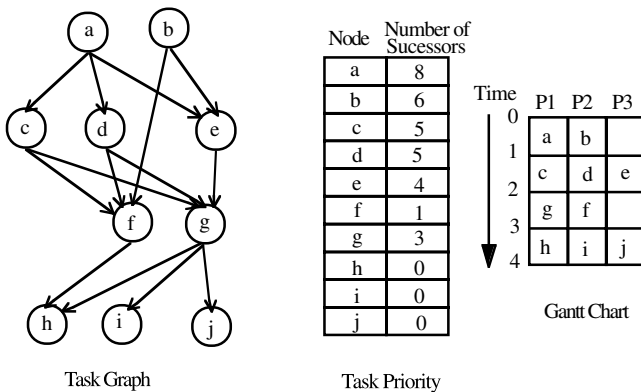 a b
c d e
f g
h i j
Task Graph
Node Number of Sucessors
a 8
b 6
c 5
d 5
e 4
f 1
g 3
h 0
i 0
j 0
Task Priority
Time P1 P2 P3
0
a b
1
c d e
2
g f
3
h i j
4
Gantt Chart